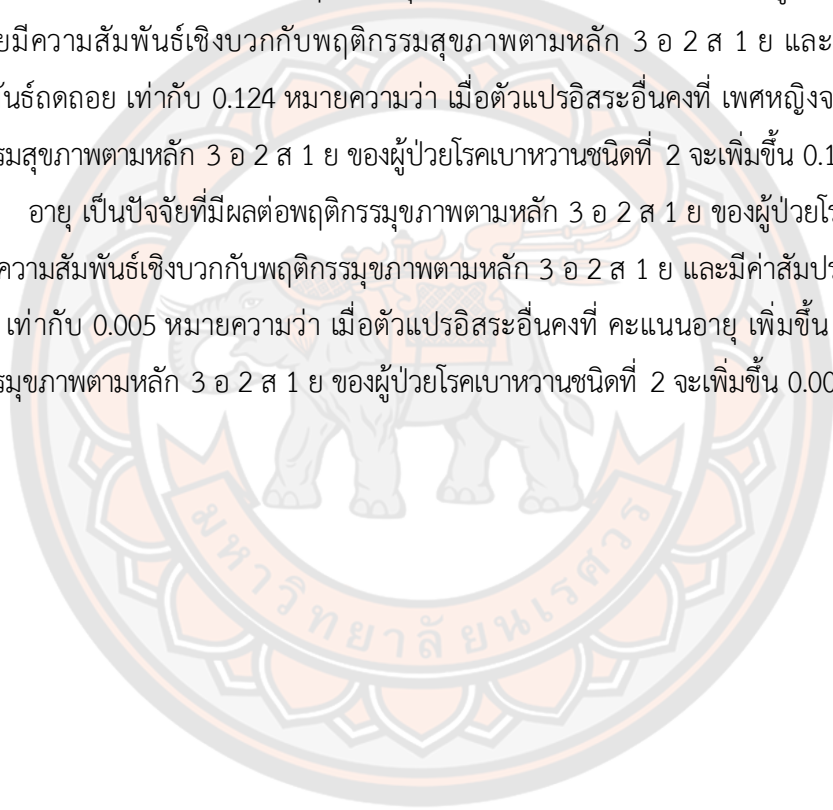 ยมีความสัมพันธ์เชิงบวกกับพฤติกรรมสุขภาพตามหลัก 3 อ 2 ส 1 ย และ
ันธ์ถดถอย เท่ากับ 0.124 หมายความว่า เมื่อตัวแปรอิสระอื่นคงที่ เพศหญิงจ
รมสุขภาพตามหลัก 3 อ 2 ส 1 ย ของผู้ป่วยโรคเบาหวานชนิดที่ 2 จะเพิ่มขึ้น 0.1
อายุ เป็นปัจจัยที่มีผลต่อพฤติกรรมุขภาพตามหลัก 3 อ 2 ส 1 ย ของผู้ป่วยโร
ความสัมพันธ์เชิงบวกกับพฤติกรรมุขภาพตามหลัก 3 อ 2 ส 1 ย และมีค่าสัมปร
เท่ากับ 0.005 หมายความว่า เมื่อตัวแปรอิสระอื่นคงที่ คะแนนอายุ เพิ่มขึ้น
รมุขภาพตามหลัก 3 อ 2 ส 1 ย ของผู้ป่วยโรคเบาหวานชนิดที่ 2 จะเพิ่มขึ้น 0.00
มหาวิทยาลัยนเรศวร